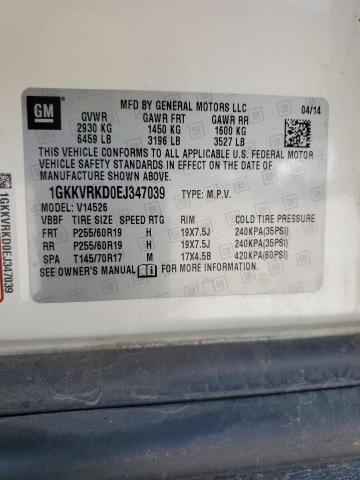 GM
MFD BY GENERAL MOTORS LLC 04/14
GVWR GAWR FRT GAWR RR
2930 KG 1450 KG 1600 KG
6459 LB 3196 LB 3527 LB
THIS VEHICLE CONFORMS TO ALL APPLICABLE U.S. FEDERAL MOTOR
VEHICLE SAFETY STANDARDS IN EFFECT ON THE DATE OF
MANUFACTURE SHOWN ABOVE.
1GKKVRKD0EJ347039 TYPE: M.P.V.
MODEL: V14526
VBBF TIRE SIZE SPEED RTG RIM COLD TIRE PRESSURE
FRT P255/60R19 H 19X7.5J 240KPA(35PSI)
RR P255/60R19 H 19X7.5J 240KPA(35PSI)
SPA T145/70R17 M 17X4.5B 420KPA(60PSI)
SEE OWNER'S MANUAL FOR MORE INFORMATION
1GKKVRKD0EJ347039